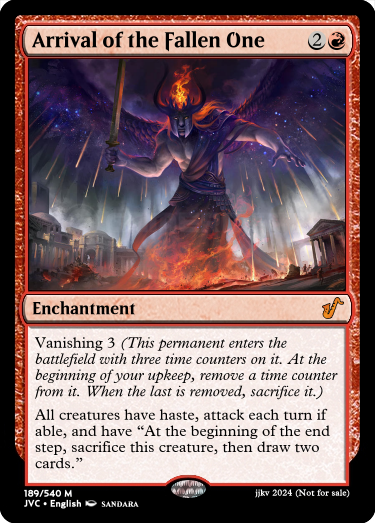 Arrival of the Fallen One 2
Enchantment
Vanishing 3 (This permanent enters the
battlefield with three time counters on it. At the
beginning of your upkeep, remove a time counter
from it. When the last is removed, sacrifice it.)
All creatures have haste, attack each turn if
able, and have “At the beginning of the end
step, sacrifice this creature, then draw two
cards.”
189/540 M
jjkv 2024 (Not for sale)
JVC • English SANDARA